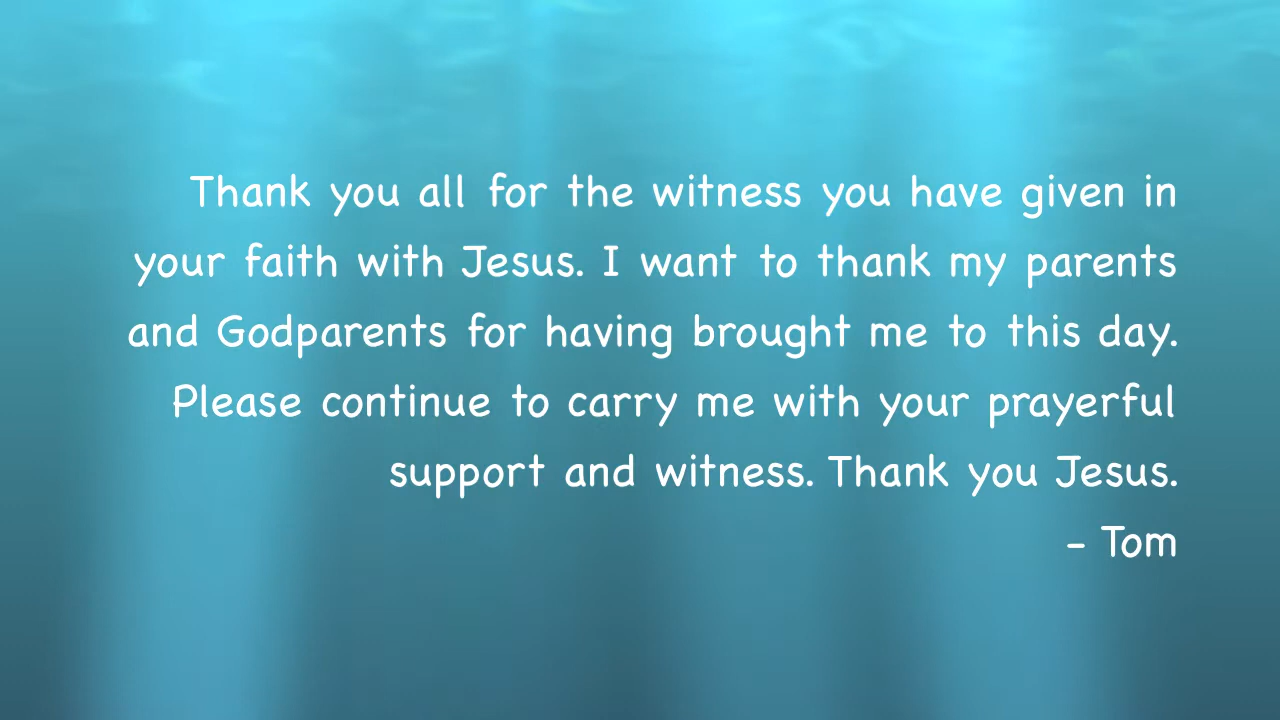 Thank you all for the witness you have given in
your faith with Jesus. I want to thank my parents
and Godparents for having brought me to this day.
Please continue to carry me with your prayerful
support and witness. Thank you Jesus.
– Tom